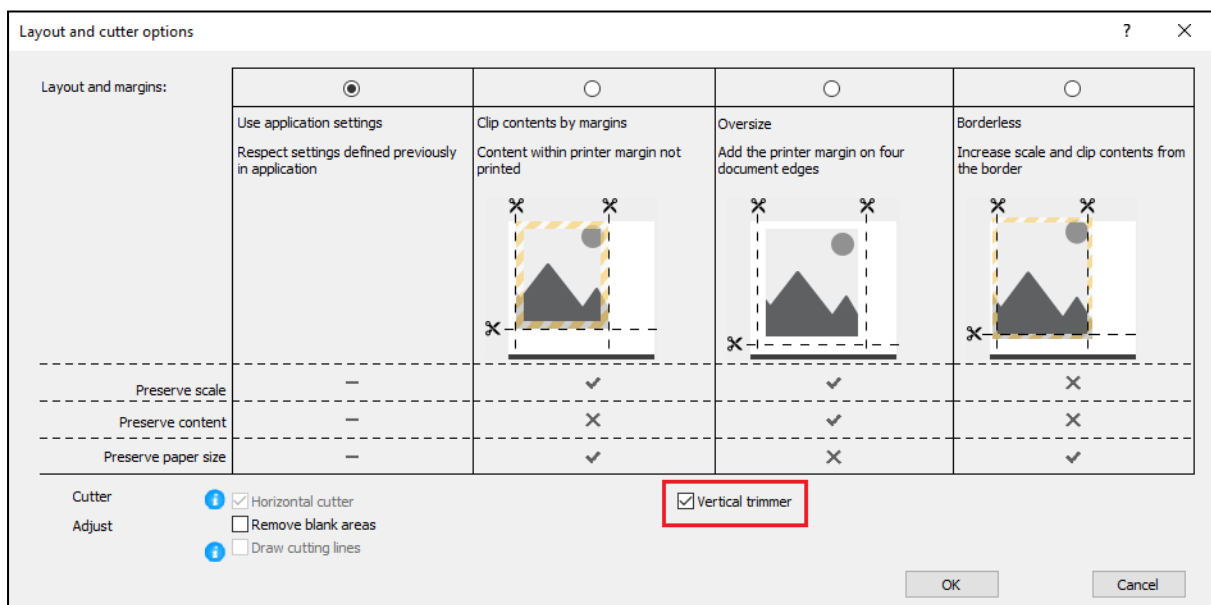 Layout and cutter options
?
Layout and margins:
Use application settings
Respect settings defined previously
in application
Clip contents by margins
Content within printer margin not
printed
Oversize
Add the printer margin on four
document edges
Borderless
Increase scale and clip contents from
the border
Preserve scale
Preserve content
Preserve paper size
Cutter
Horizontal cutter
Vertical trimmer
Adjust
Remove blank areas
Draw cutting lines
OK
Cancel